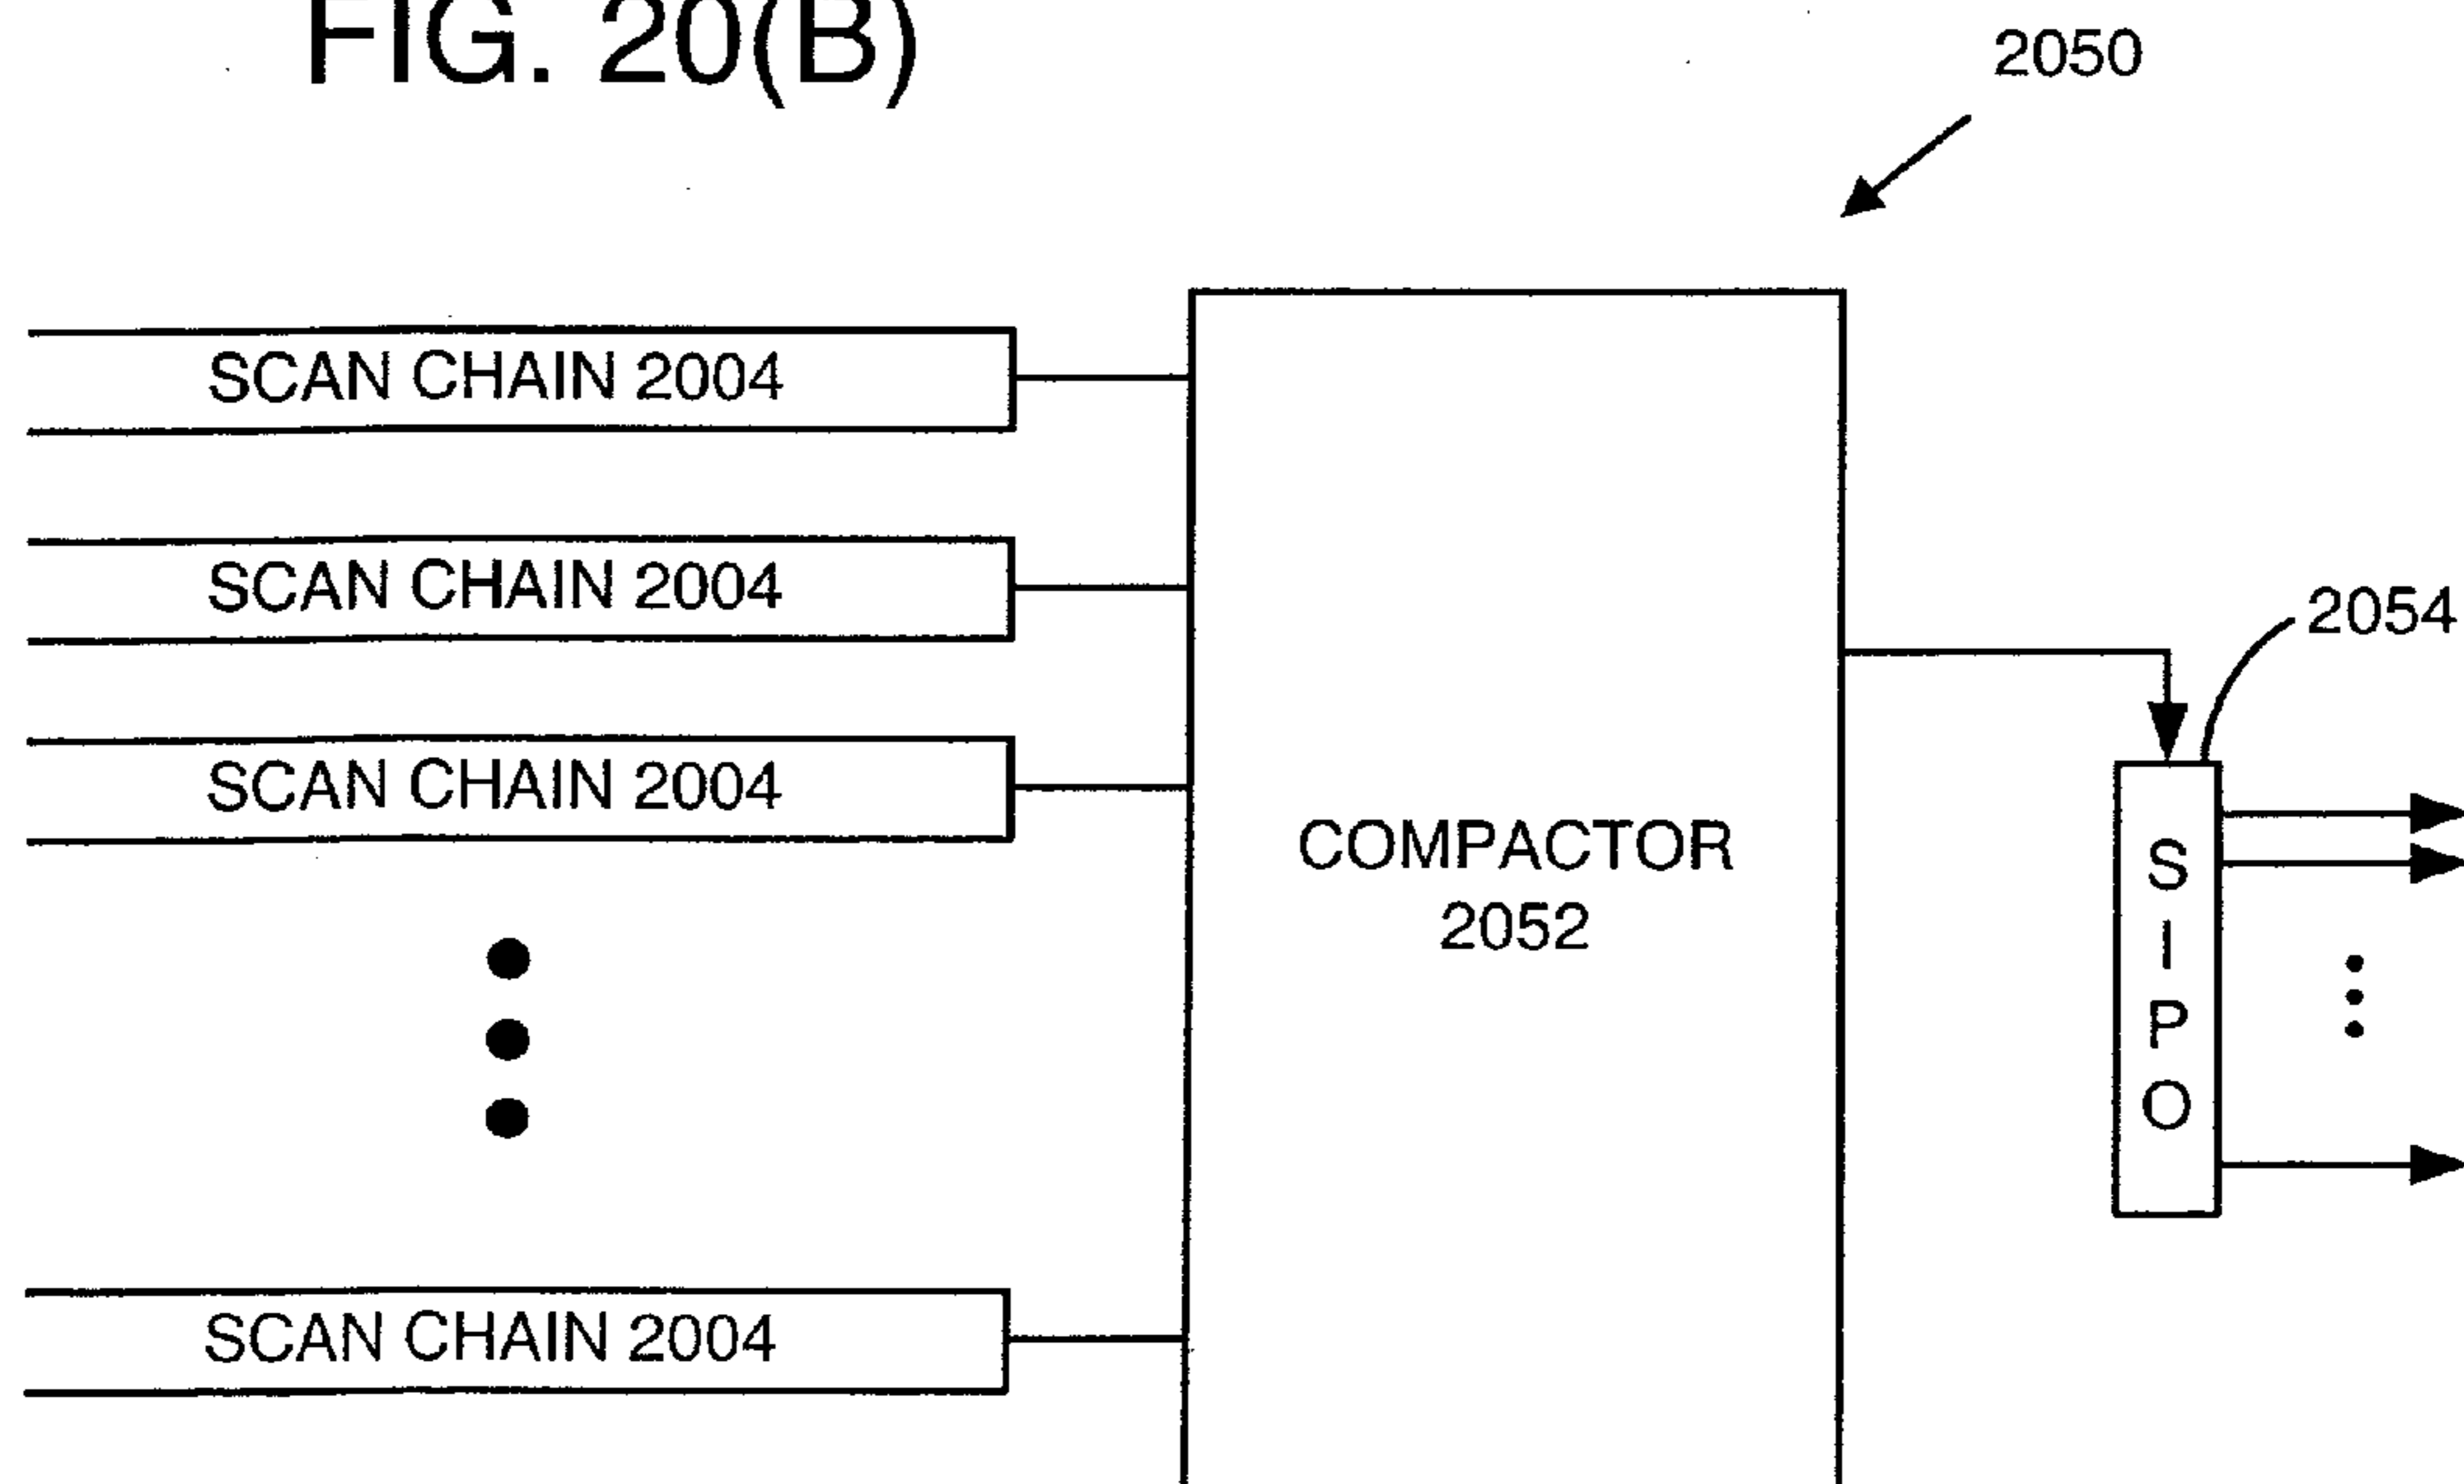 FIG. 20(B)
2050
SCAN CHAIN 2004
SCAN CHAIN 2004
2054
SCAN CHAIN 2004
COMPACTOR
2052
S
I
P
O
SCAN CHAIN 2004